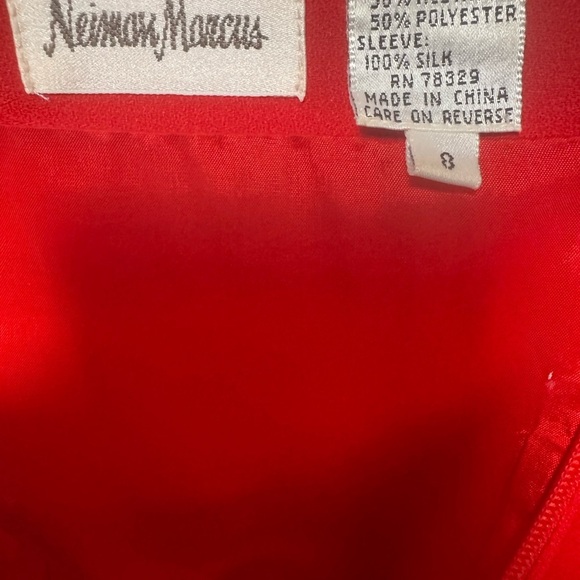 Neiman Marcus
50% POLYESTER
SLEEVE:
100% SILK
RN 78329
MADE IN CHINA
CARE ON REVERSE
8